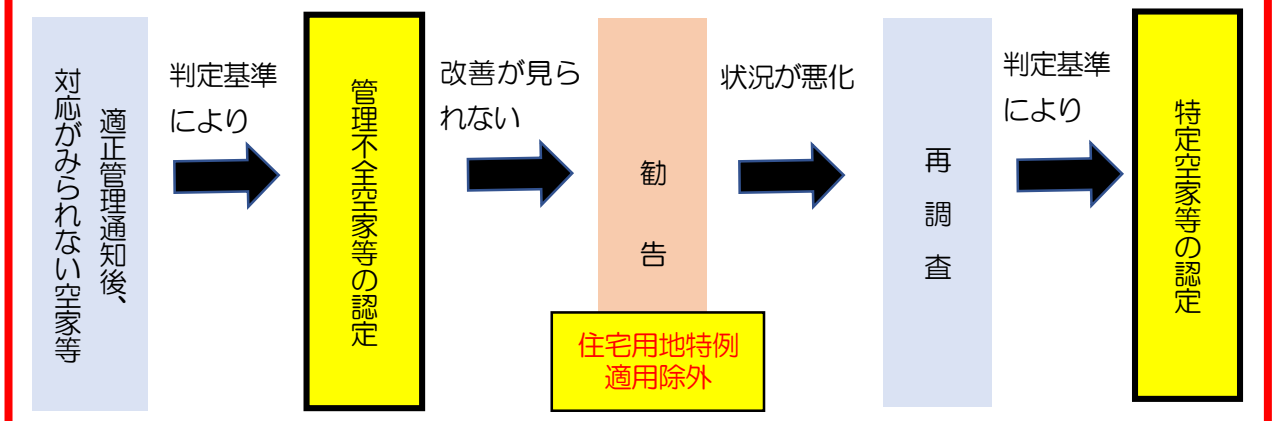 適正管理通知後、
対応がみられない空家等
判定基準
により
管理不全空家等の認定
改善が見ら
れない
勧告
住宅用地特例
適用除外
状況が悪化
再調査
判定基準
により
特定空家等の認定